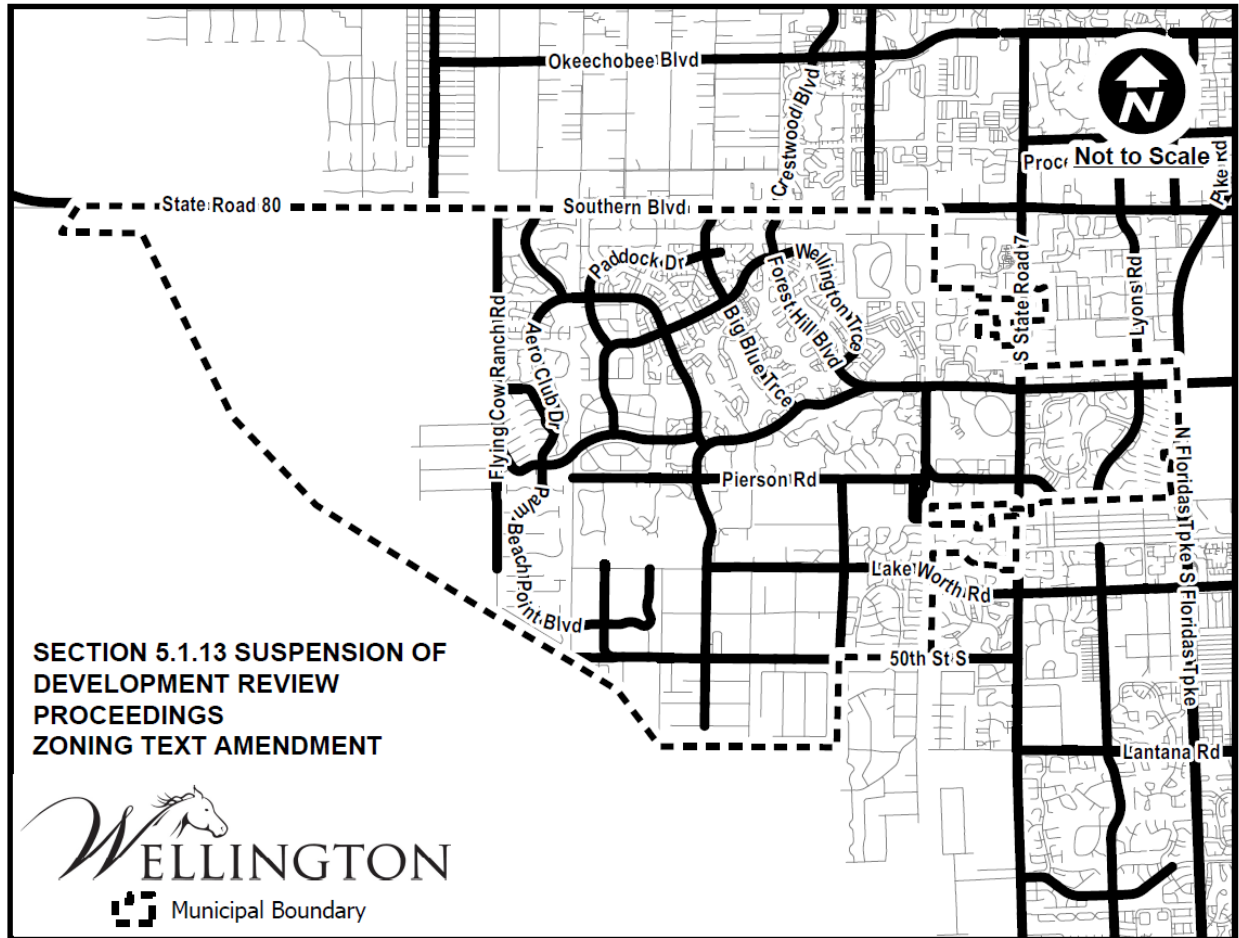 Okeechobee Blvd
Crestwood Blvd
N
Not to Scale
State Road 80
Southern Blvd
S State Road 7
Lyons Rd
Paddock Dr
Wellington Trce
Forest Hill Blvd
Big Blue Trce
Aero Club Dr
Flying Cow Ranch Rd
Pierson Rd
N Floridas Tpke
S Floridas Tpke
Palm Beach Point Blvd
Lake Worth Rd
50th St S
Lantana Rd
SECTION 5.1.13 SUSPENSION OF
DEVELOPMENT REVIEW
PROCEEDINGS
ZONING TEXT AMENDMENT
WELLINGTON
Municipal Boundary